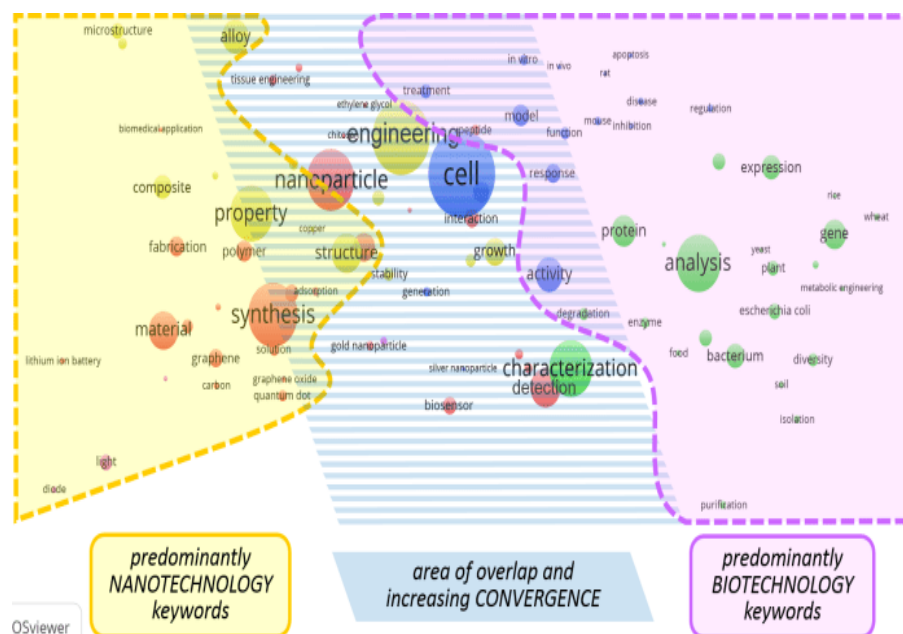 microstructure
alloy
in vitro
in vivo
apoptosis
rat
tissue engineering
treatment
disease
ethylene glycol
model
mouse
inhibition
regulation
biomedical application
engineering
peptide
function
composite
nanoparticle
cell
response
expression
property
interaction
rice
wheat
copper
protein
gene
fabrication
polymer
structure
growth
yeast
analysis
plant
stability
activity
adsorption
generation
metabolic engineering
synthesis
degradation
escherichia coli
material
enzyme
solution
gold nanoparticle
food
bacterium
diversity
lithium ion battery
graphene
silver nanoparticle
characterization
carbon
graphene oxide
quantum dot
detection
soil
biosensor
isolation
light
diode
purification
predominantly
NANOTECHNOLOGY
keywords
area of overlap and
increasing CONVERGENCE
predominantly
BIOTECHNOLOGY
keywords
OSviewer